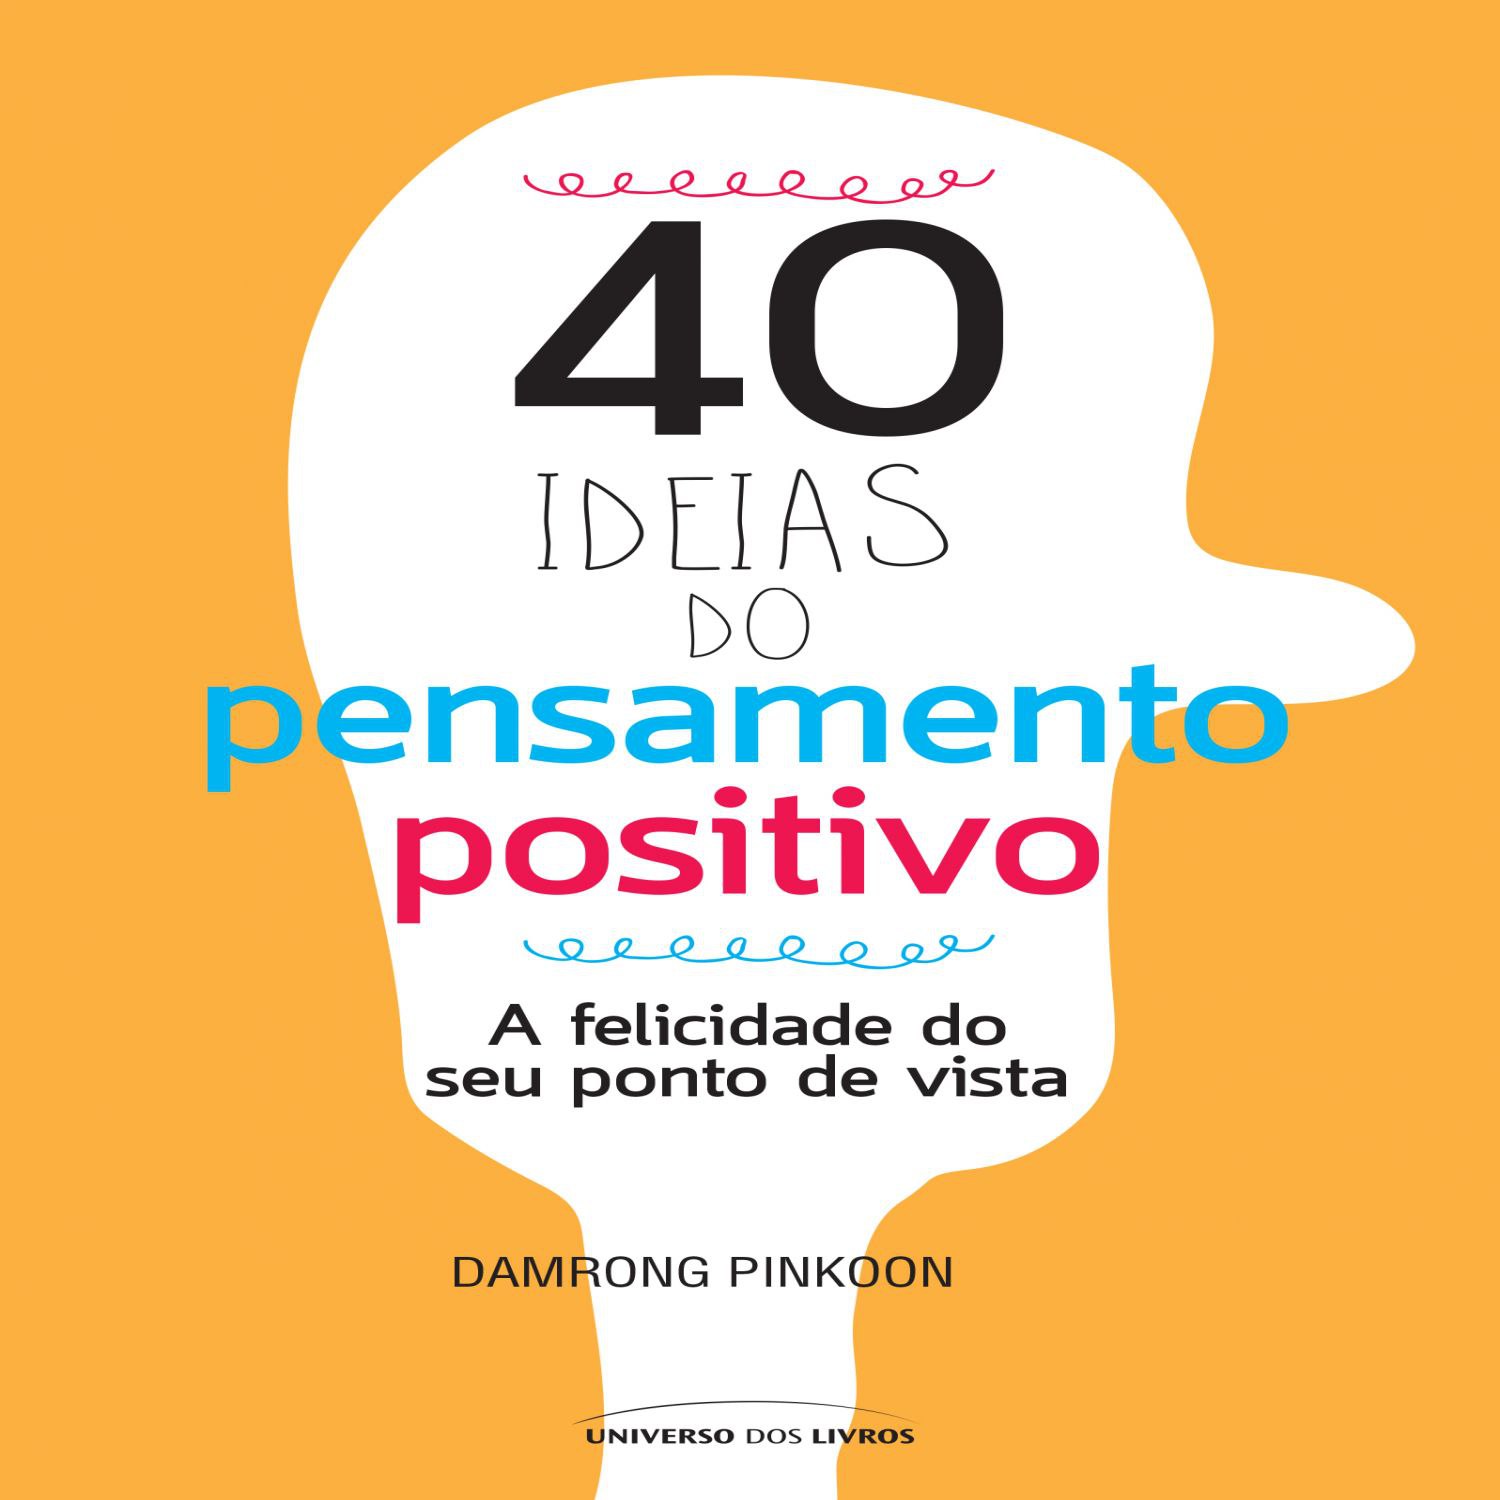 40
IDEIAS
DO
pensamento
positivo
A felicidade do
seu ponto de vista
DAMRONG PINKOON
UNIVERSO DOS LIVROS